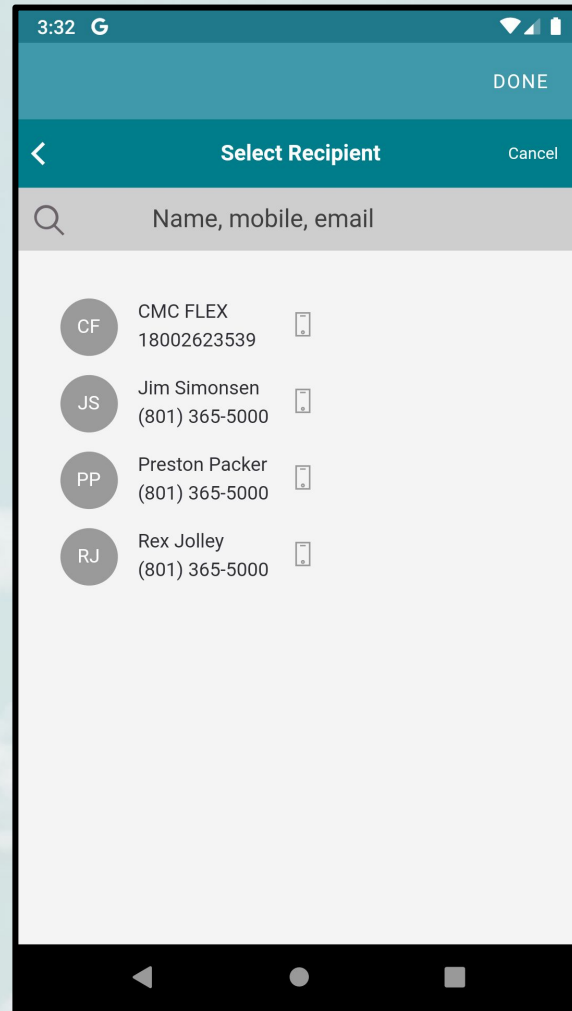 3:32 G
DONE
Select Recipient Cancel
Name, mobile, email
CF CMC FLEX
18002623539
JS Jim Simonsen
(801) 365-5000
PP Preston Packer
(801) 365-5000
RJ Rex Jolley
(801) 365-5000